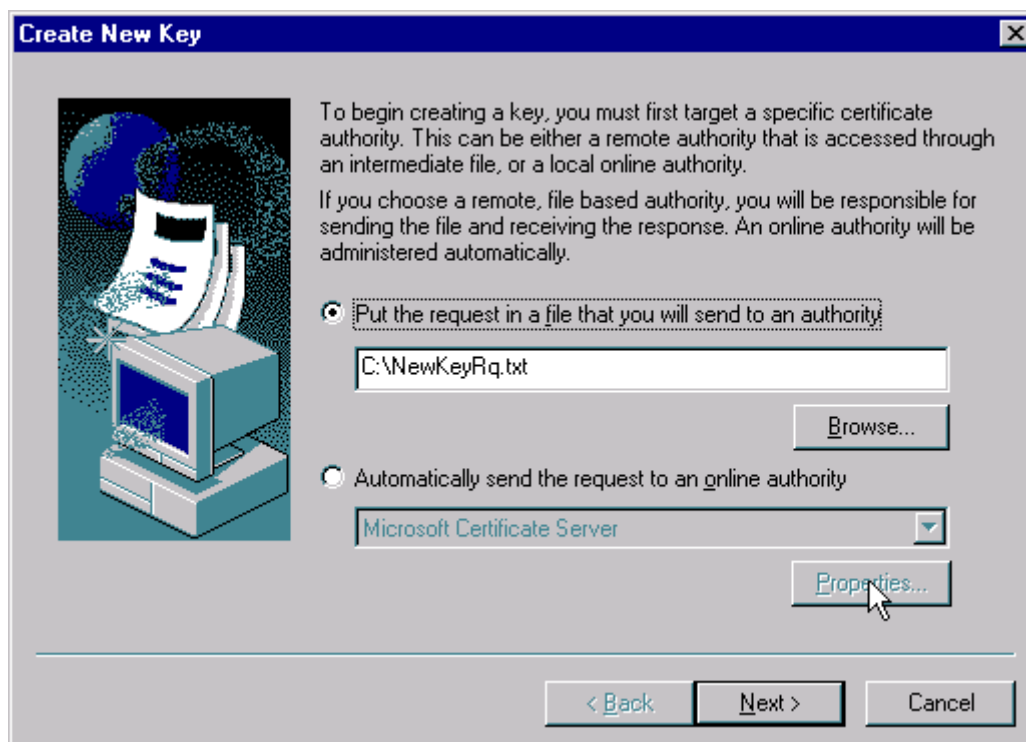 Create New Key
To begin creating a key, you must first target a specific certificate
authority. This can be either a remote authority that is accessed through
an intermediate file, or a local online authority.
If you choose a remote, file based authority, you will be responsible for
sending the file and receiving the response. An online authority will be
administered automatically.
Put the request in a file that you will send to an authority
C:\NewKeyRq.txt
Browse...
Automatically send the request to an online authority
Microsoft Certificate Server
Properties...
< Back
Next >
Cancel